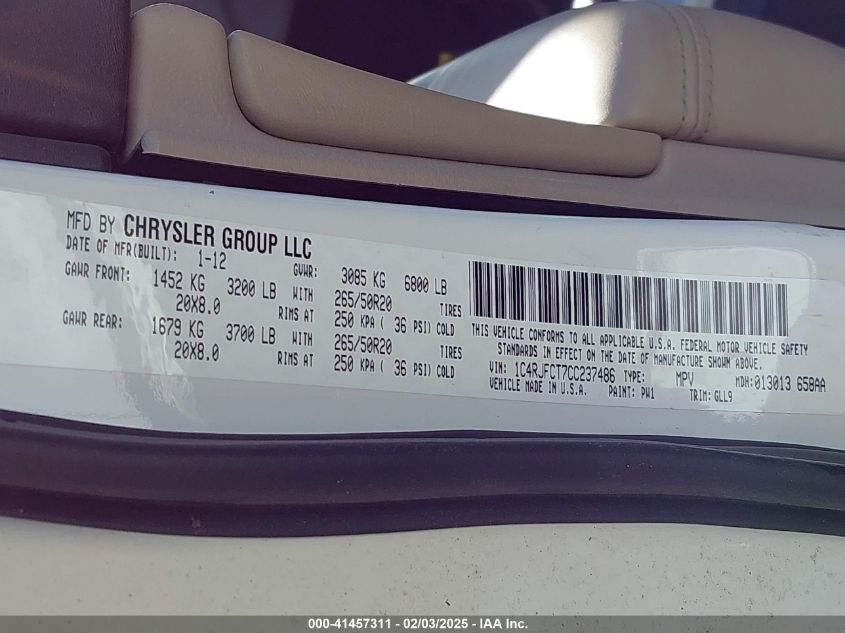 MFD BY CHRYSLER GROUP LLC
DATE OF MFR(BUILT): 1-12 GVWR: 3085 KG 6800 LB
GAWR FRONT: 1452 KG 3200 LB WITH 265/50R20 TIRES
20X8.0 RIMS AT 250 KPA ( 36 PSI) COLD
GAWR REAR: 1679 KG 3700 LB WITH 265/50R20 TIRES
20X8.0 RIMS AT 250 KPA ( 36 PSI) COLD
THIS VEHICLE CONFORMS TO ALL APPLICABLE U.S.A. FEDERAL MOTOR VEHICLE SAFETY
STANDARDS IN EFFECT ON THE DATE OF MANUFACTURE SHOWN ABOVE.
VIN: 1C4RJFCT7CC237486 TYPE: MPV MDH:013013 658AA
VEHICLE MADE IN U.S.A. PAINT: PW1 TRIM: GLL9
000-41457311 - 02/03/2025 - IAA Inc.